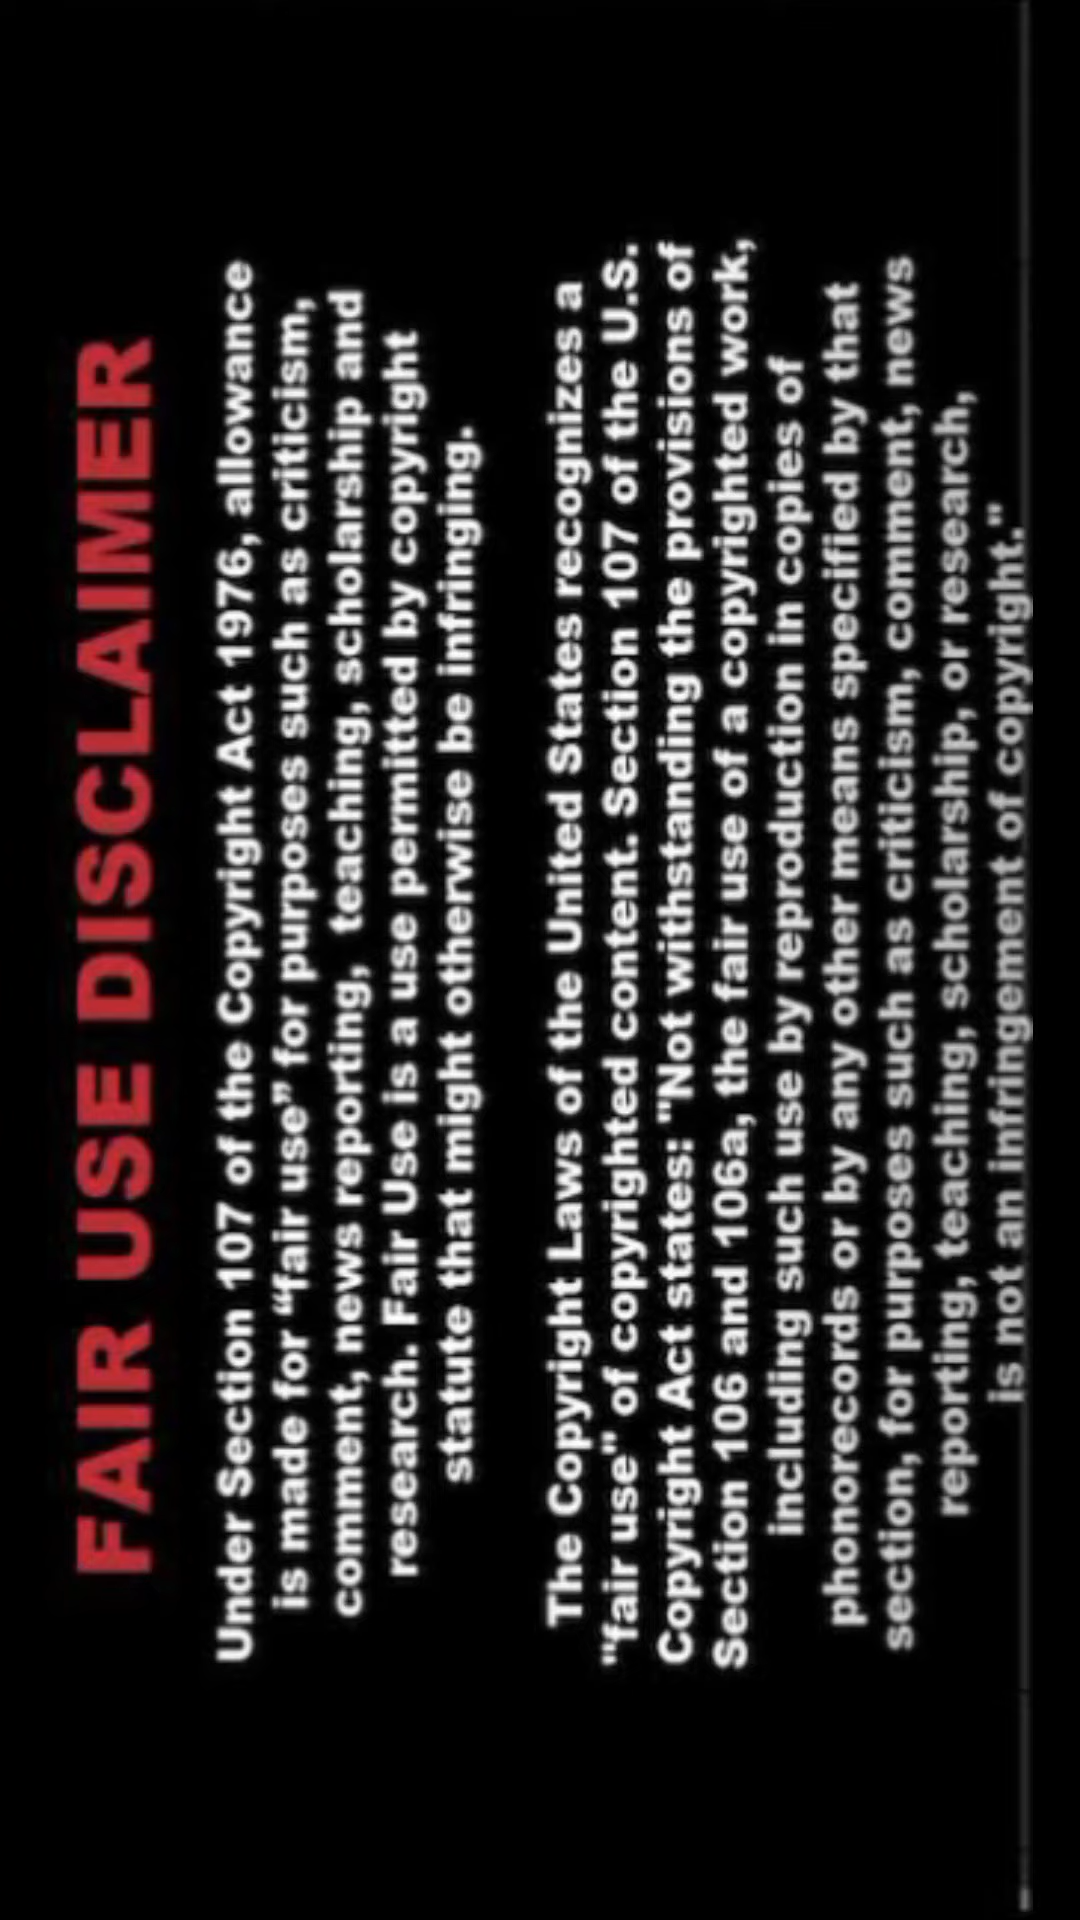 FAIR USE DISCLAIMER
Under Section 107 of the Copyright Act 1976, allowance
is made for “fair use” for purposes such as criticism,
comment, news reporting,  teaching, scholarship and
research. Fair Use is a use permitted by copyright
statute that might otherwise be infringing.
The Copyright Laws of the United States recognizes a
"fair use" of copyrighted content. Section 107 of the U.S.
Copyright Act states: "Not withstanding the provisions of
Section 106 and 106a, the fair use of a copyrighted work,
including such use by reproduction in copies of
phonorecords or by any other means specified by that
section, for purposes such as criticism, comment, news
reporting, teaching, scholarship, or research,
is not an infringement of copyright."